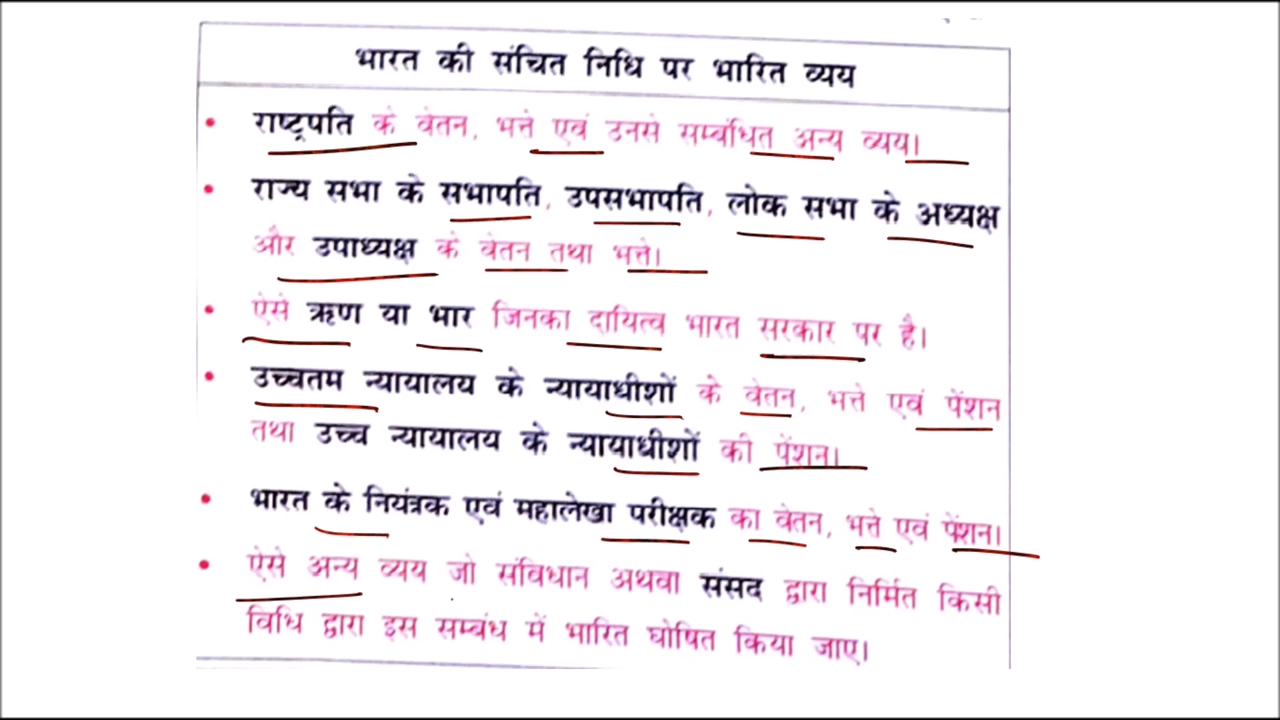 भारत की संचित निधि पर भारित व्यय
• राष्ट्रपति के वेतन, भत्ते एवं उनसे सम्बंधित अन्य व्यय।
• राज्य सभा के सभापति, उपसभापति, लोक सभा के अध्यक्ष
और उपाध्यक्ष के वेतन तथा भत्ते।
• ऐसे ऋण या भार जिनका दायित्व भारत सरकार पर है।
• उच्चतम न्यायालय के न्यायाधीशों के वेतन, भत्ते एवं पेंशन
तथा उच्च न्यायालय के न्यायाधीशों की पेंशन।
• भारत के नियंत्रक एवं महालेखा परीक्षक का वेतन, भत्ते एवं पेंशन।
• ऐसे अन्य व्यय जो संविधान अथवा संसद द्वारा निर्मित किसी
विधि द्वारा इस सम्बंध में भारित घोषित किया जाए।